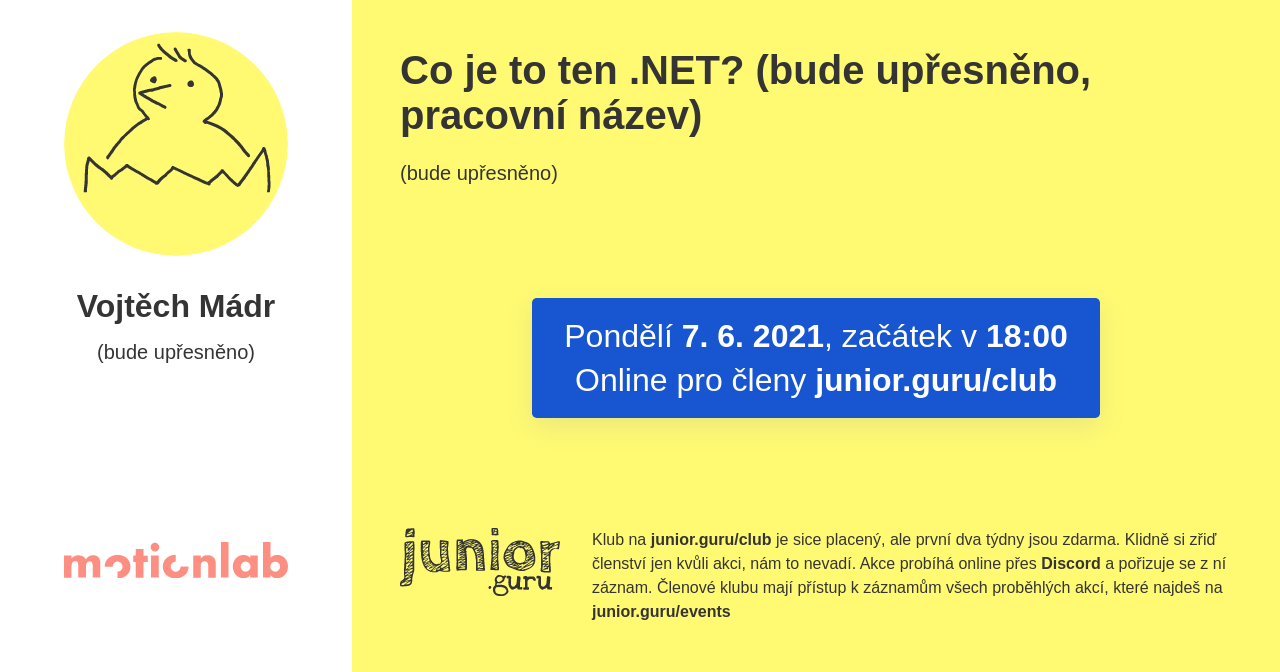 Vojtěch Mádr
(bude upřesněno)
motionlab
Co je to ten .NET? (bude upřesněno,
pracovní název)
(bude upřesněno)
Pondělí 7. 6. 2021, začátek v 18:00
Online pro členy junior.guru/club
junior
.guru
Klub na junior.guru/club je sice placený, ale první dva týdny jsou zdarma. Klidně si zřiď
členství jen kvůli akci, nám to nevadí. Akce probíhá online přes Discord a pořizuje se z ní
záznam. Členové klubu mají přístup k záznamům všech proběhlých akcí, které najdeš na
junior.guru/events